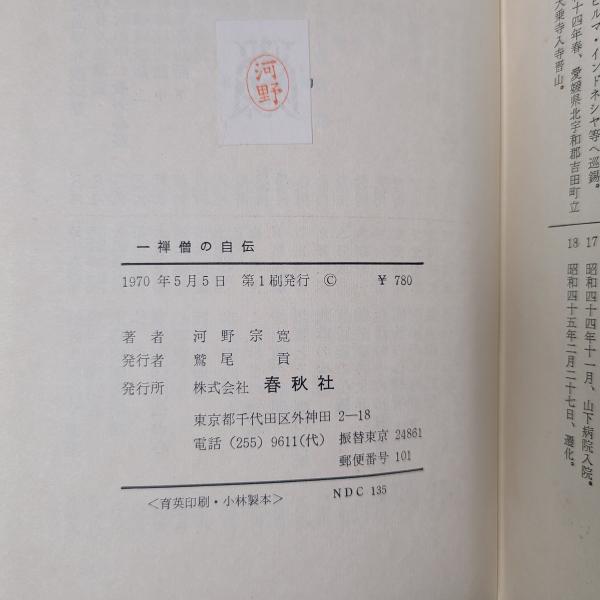 河野
一禅僧の自伝
1970年5月5日 第1刷発行 © ¥780
著者 河野宗寛
発行者 鷲尾貢
発行所 株式会社 春秋社
東京都千代田区外神田 2—18
電話 (255) 9611(代) 振替東京 24861
郵便番号 101
<育英印刷・小林製本> NDC 135
ビルマ・インドネシヤ等へ巡錫。
十四年春、愛媛県北宇和郡吉田町立
大乗寺入寺晋山。
17 昭和四十四年十一月、山下病院入院。
18 昭和四十五年二月二十七日、遷化。